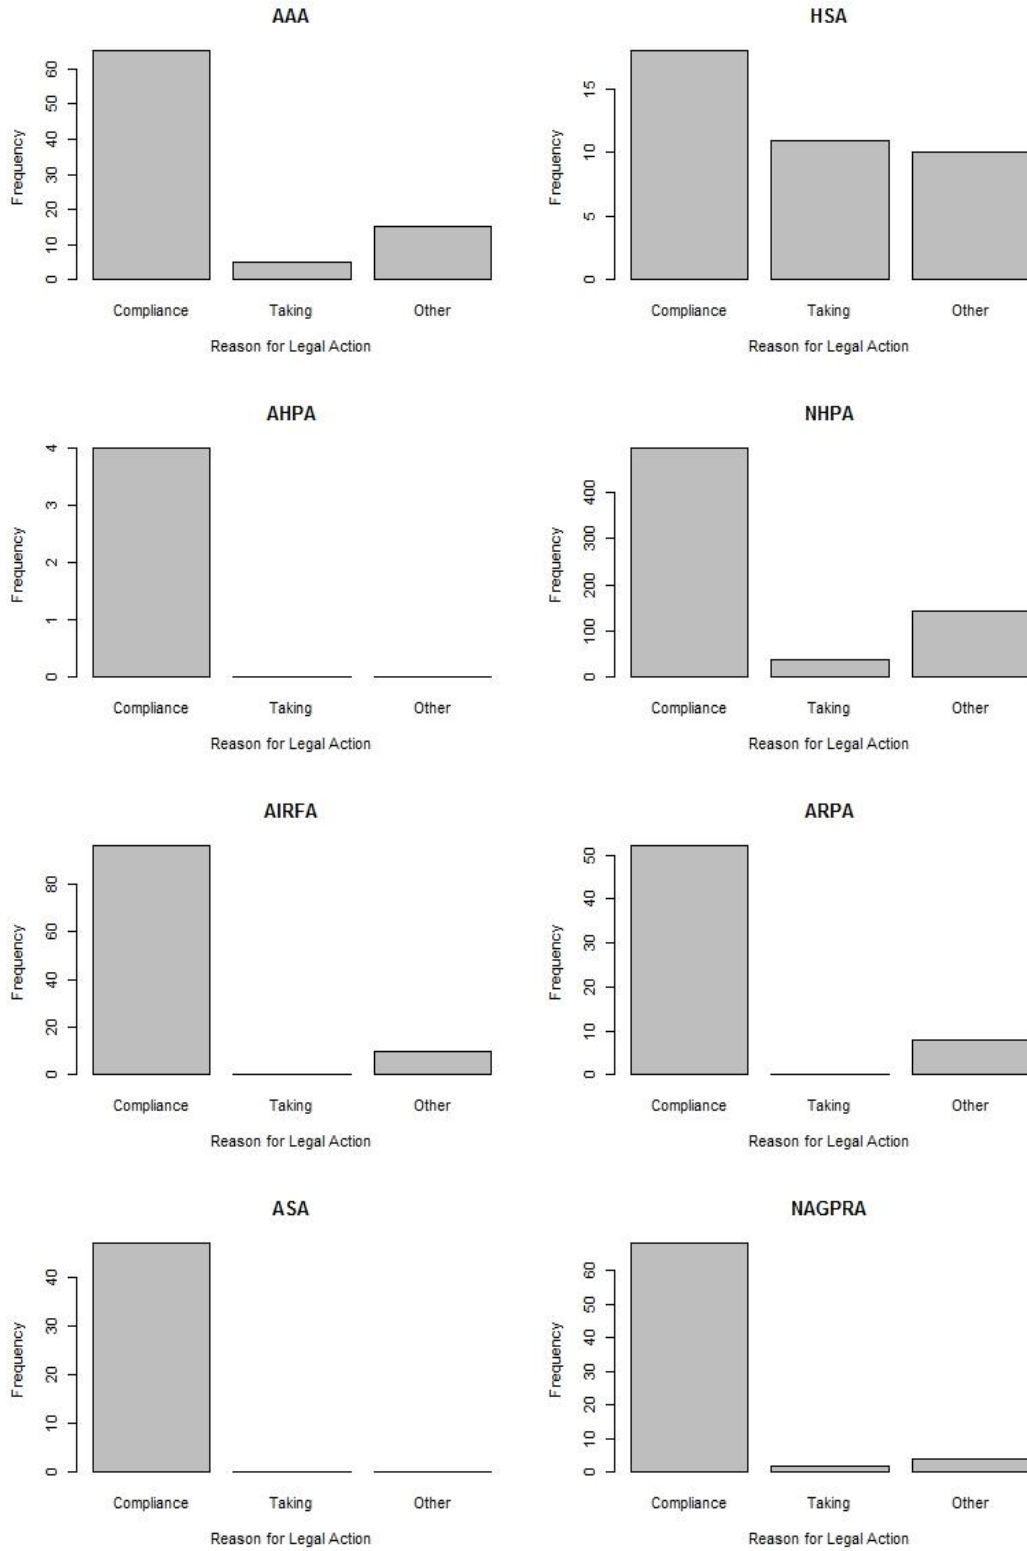 AAA
Frequency
60
50
40
30
20
10
0
Compliance Taking Other
Reason for Legal Action
HSA
Frequency
15
10
5
0
Compliance Taking Other
Reason for Legal Action
AHPA
Frequency
4
3
2
1
0
Compliance Taking Other
Reason for Legal Action
NHPA
Frequency
400
300
200
100
0
Compliance Taking Other
Reason for Legal Action
AIRFA
Frequency
80
60
40
20
0
Compliance Taking Other
Reason for Legal Action
ARPA
Frequency
50
40
30
20
10
0
Compliance Taking Other
Reason for Legal Action
ASA
Frequency
40
30
20
10
0
Compliance Taking Other
Reason for Legal Action
NAGPRA
Frequency
60
50
40
30
20
10
0
Compliance Taking Other
Reason for Legal Action